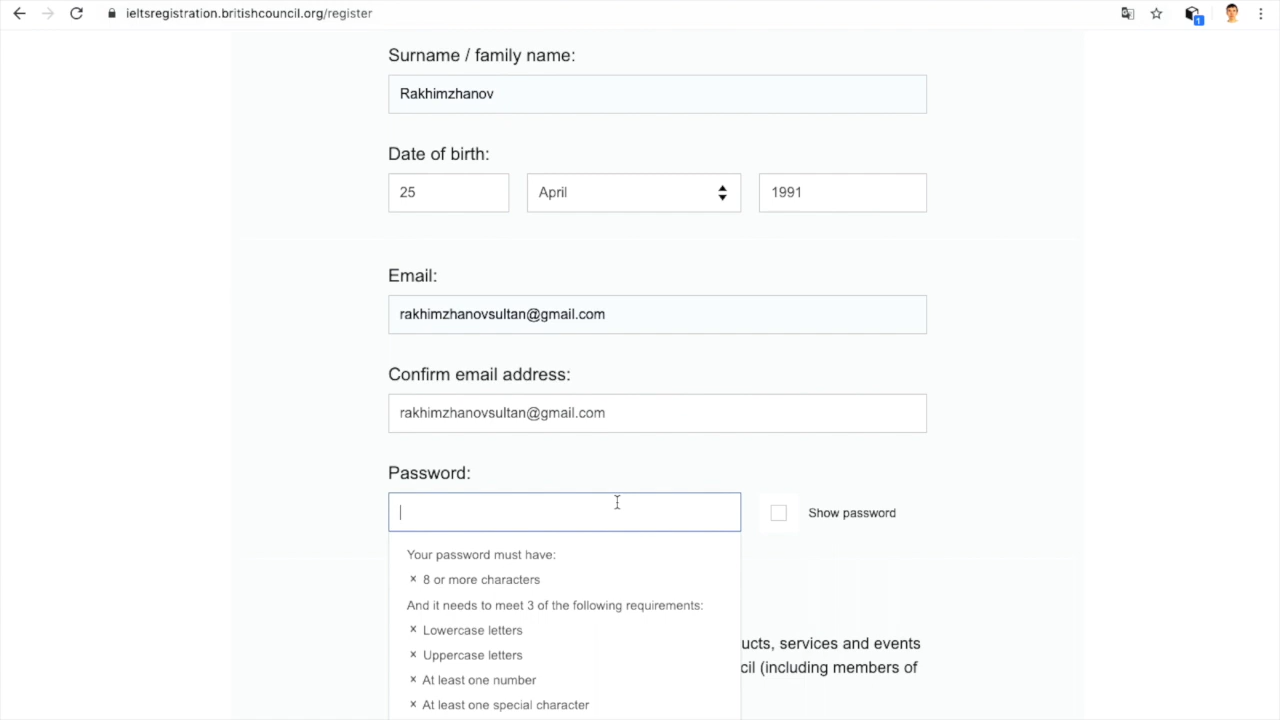 ieltsregistration.britishcouncil.org/register
1
Surname / family name:
Rakhimzhanov
Date of birth:
25 April 1991
Email:
rakhimzhanovsultan@gmail.com
Confirm email address:
rakhimzhanovsultan@gmail.com
Password:
Show password
Your password must have:
× 8 or more characters
And it needs to meet 3 of the following requirements:
× Lowercase letters
ucts, services and events
× Uppercase letters
cil (including members of
× At least one number
× At least one special character